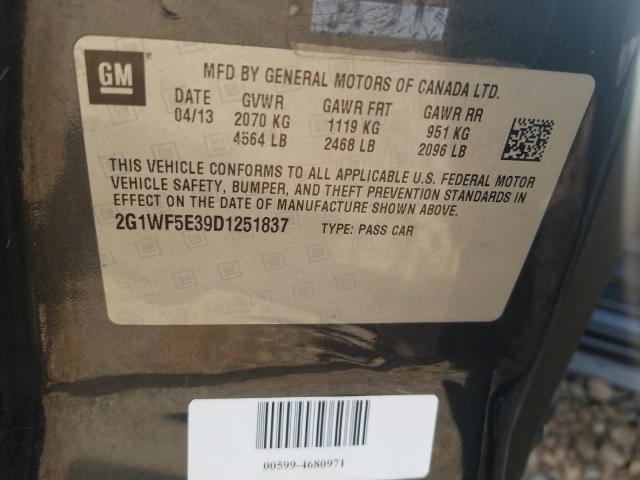 GM
MFD BY GENERAL MOTORS OF CANADA LTD.
DATE GVWR GAWR FRT GAWR RR
04/13 2070 KG 1119 KG 951 KG
4564 LB 2468 LB 2096 LB
THIS VEHICLE CONFORMS TO ALL APPLICABLE U.S. FEDERAL MOTOR
VEHICLE SAFETY, BUMPER, AND THEFT PREVENTION STANDARDS IN
EFFECT ON THE DATE OF MANUFACTURE SHOWN ABOVE.
2G1WF5E39D1251837 TYPE: PASS CAR
00599-4680971